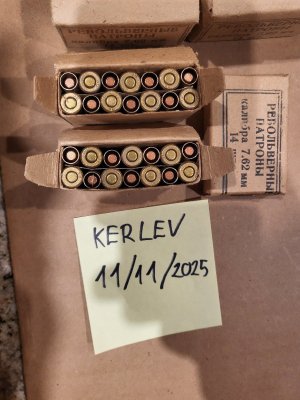 РЕВОЛЬВЕРНЫЕ
ПАТРОНЫ
калибра 7,62 мм
14
KERLEV
11/11/2025